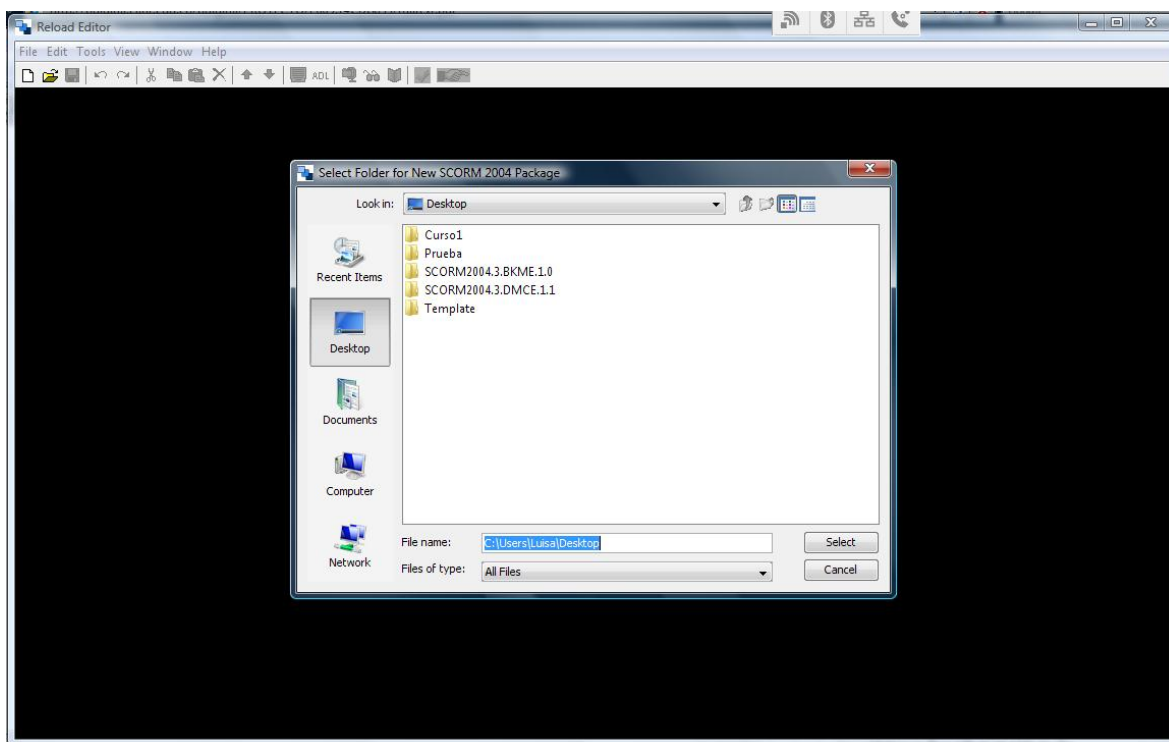 Reload Editor
File Edit Tools View Window Help
ADL
Select Folder for New SCORM 2004 Package
Look in: Desktop
Curso1
Prueba
SCORM2004.3.BKME.1.0
SCORM2004.3.DMCE.1.1
Template
Recent Items
Desktop
Documents
Computer
Network
File name: C:\Users\Luisa\Desktop Select
Files of type: All Files Cancel